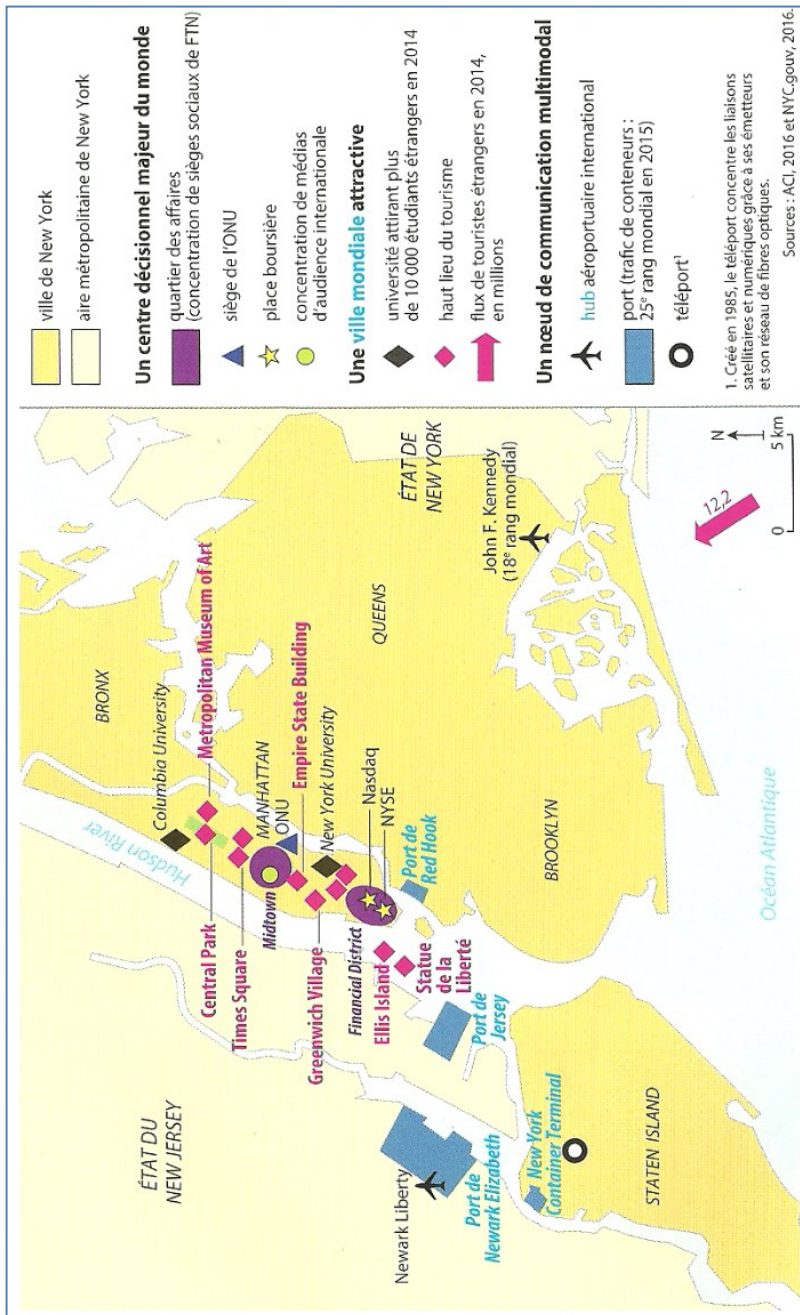 ville de New York
aire métropolitaine de New York
Un centre décisionnel majeur du monde
quartier des affaires
(concentration de sièges sociaux de FTN)
siège de l'ONU
place boursière
concentration de médias
d'audience internationale
Une ville mondiale attractive
université attirant plus
de 10 000 étudiants étrangers en 2014
haut lieu du tourisme
flux de touristes étrangers en 2014,
en millions
Un nœud de communication multimodal
hub aéroportuaire international
port (trafic de conteneurs :
25e rang mondial en 2015)
téléport1
1. Créé en 1985, le téléport concentre les liaisons
satellitaires et numériques grâce à ses émetteurs
et son réseau de fibres optiques.
Sources : ACI, 2016 et NYC.gouv, 2016.
ÉTAT DU
NEW JERSEY
Hudson River
Columbia University
BRONX
Central Park
Metropolitan Museum of Art
Times Square
MANHATTAN
ONU
Midtown
Empire State Building
Greenwich Village
New York University
Financial District
Nasdaq
NYSE
Ellis Island
Statue
de la
Liberté
Port de
Red Hook
QUEENS
ÉTAT DE
NEW YORK
John F. Kennedy
(18e rang mondial)
Newark Liberty
Port de
Newark Elizabeth
Port de
Jersey
New York
Container Terminal
STATEN ISLAND
BROOKLYN
Océan Atlantique
12,2
N
0
5 km